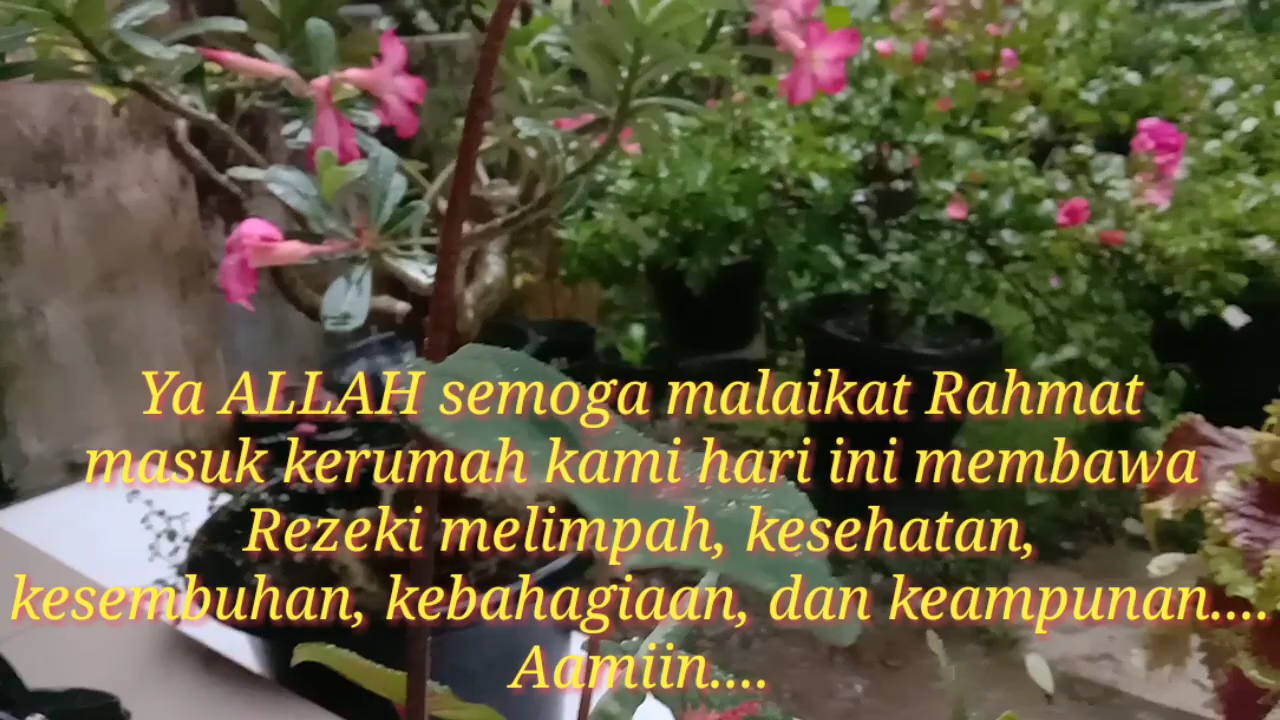 Ya ALLAH semoga malaikat Rahmat
masuk kerumah kami hari ini membawa
Rezeki melimpah, kesehatan,
kesembuhan, kebahagiaan, dan keampunan....
Aamiin....